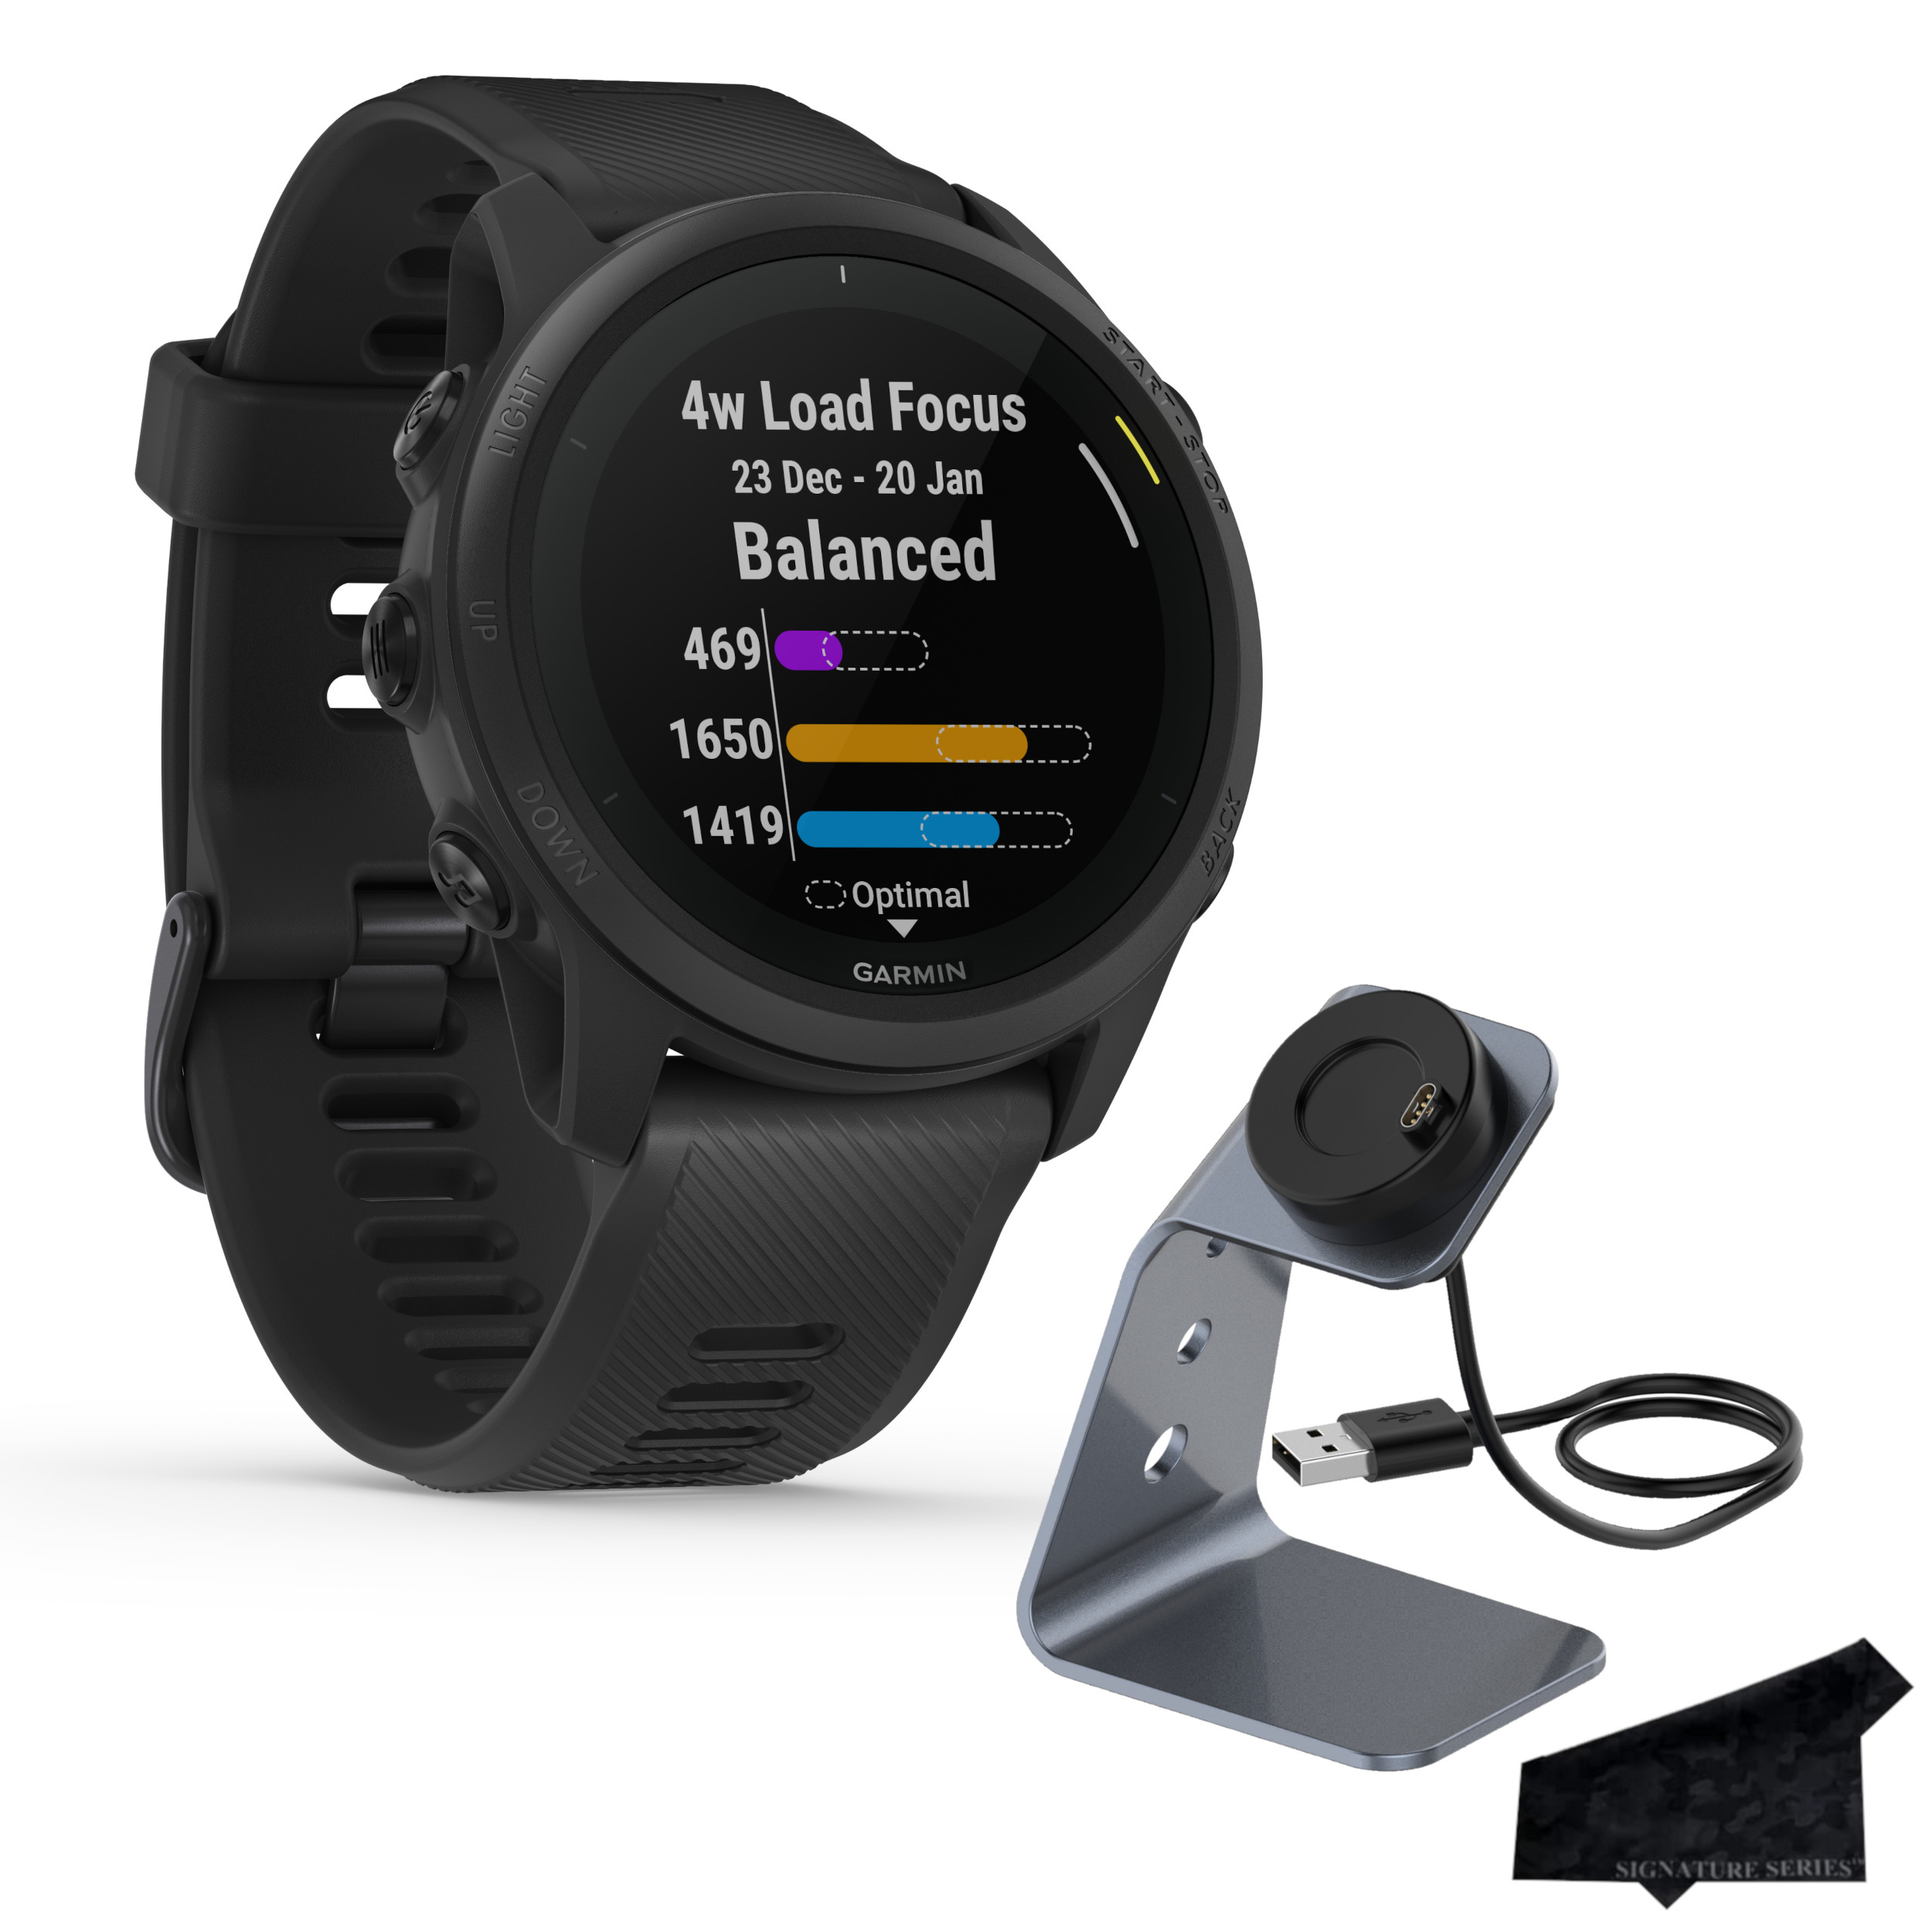 LIGHT
START - STOP
UP
DOWN
BACK
4w Load Focus
23 Dec - 20 Jan
Balanced
469
1650
1419
Optimal
GARMIN
SIGNATURE SERIES™